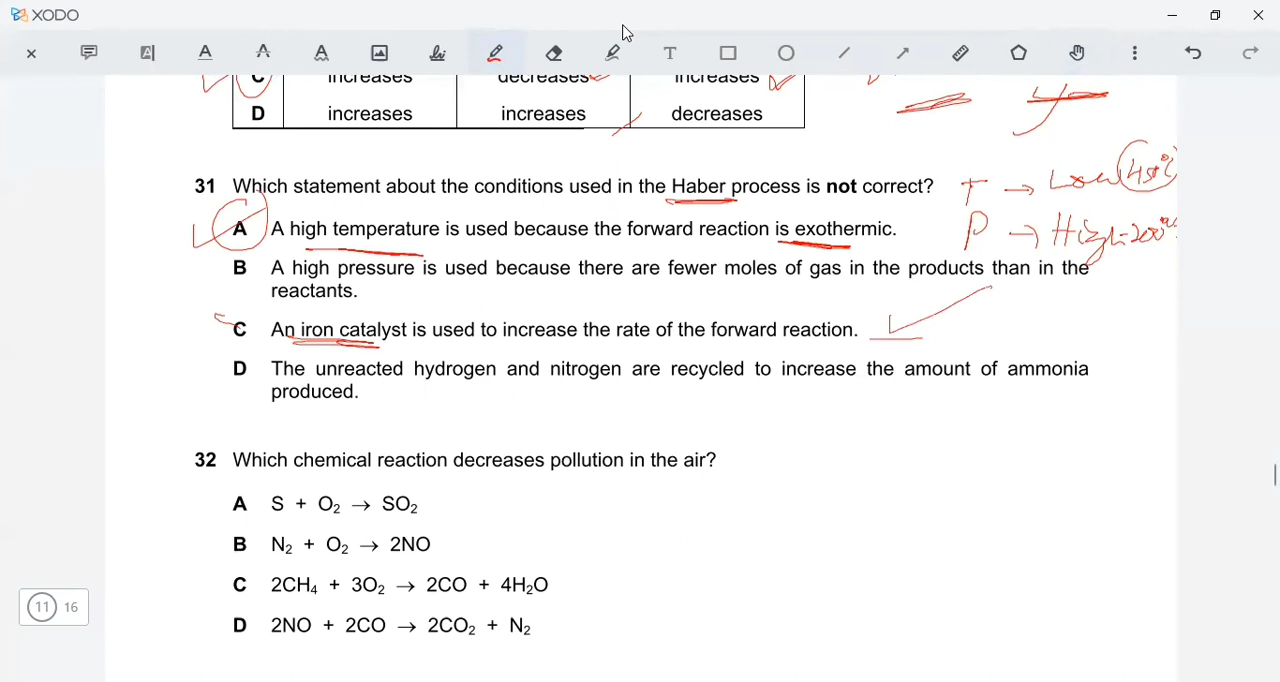 XODO
C increases decreases increases
D increases increases decreases
31 Which statement about the conditions used in the Haber process is not correct?
T → Low 450°C
A A high temperature is used because the forward reaction is exothermic.
P → High - 200
B A high pressure is used because there are fewer moles of gas in the products than in the
reactants.
C An iron catalyst is used to increase the rate of the forward reaction.
D The unreacted hydrogen and nitrogen are recycled to increase the amount of ammonia
produced.
32 Which chemical reaction decreases pollution in the air?
A S + O₂ → SO₂
B N₂ + O₂ → 2NO
C 2CH₄ + 3O₂ → 2CO + 4H₂O
D 2NO + 2CO → 2CO₂ + N₂
11 16